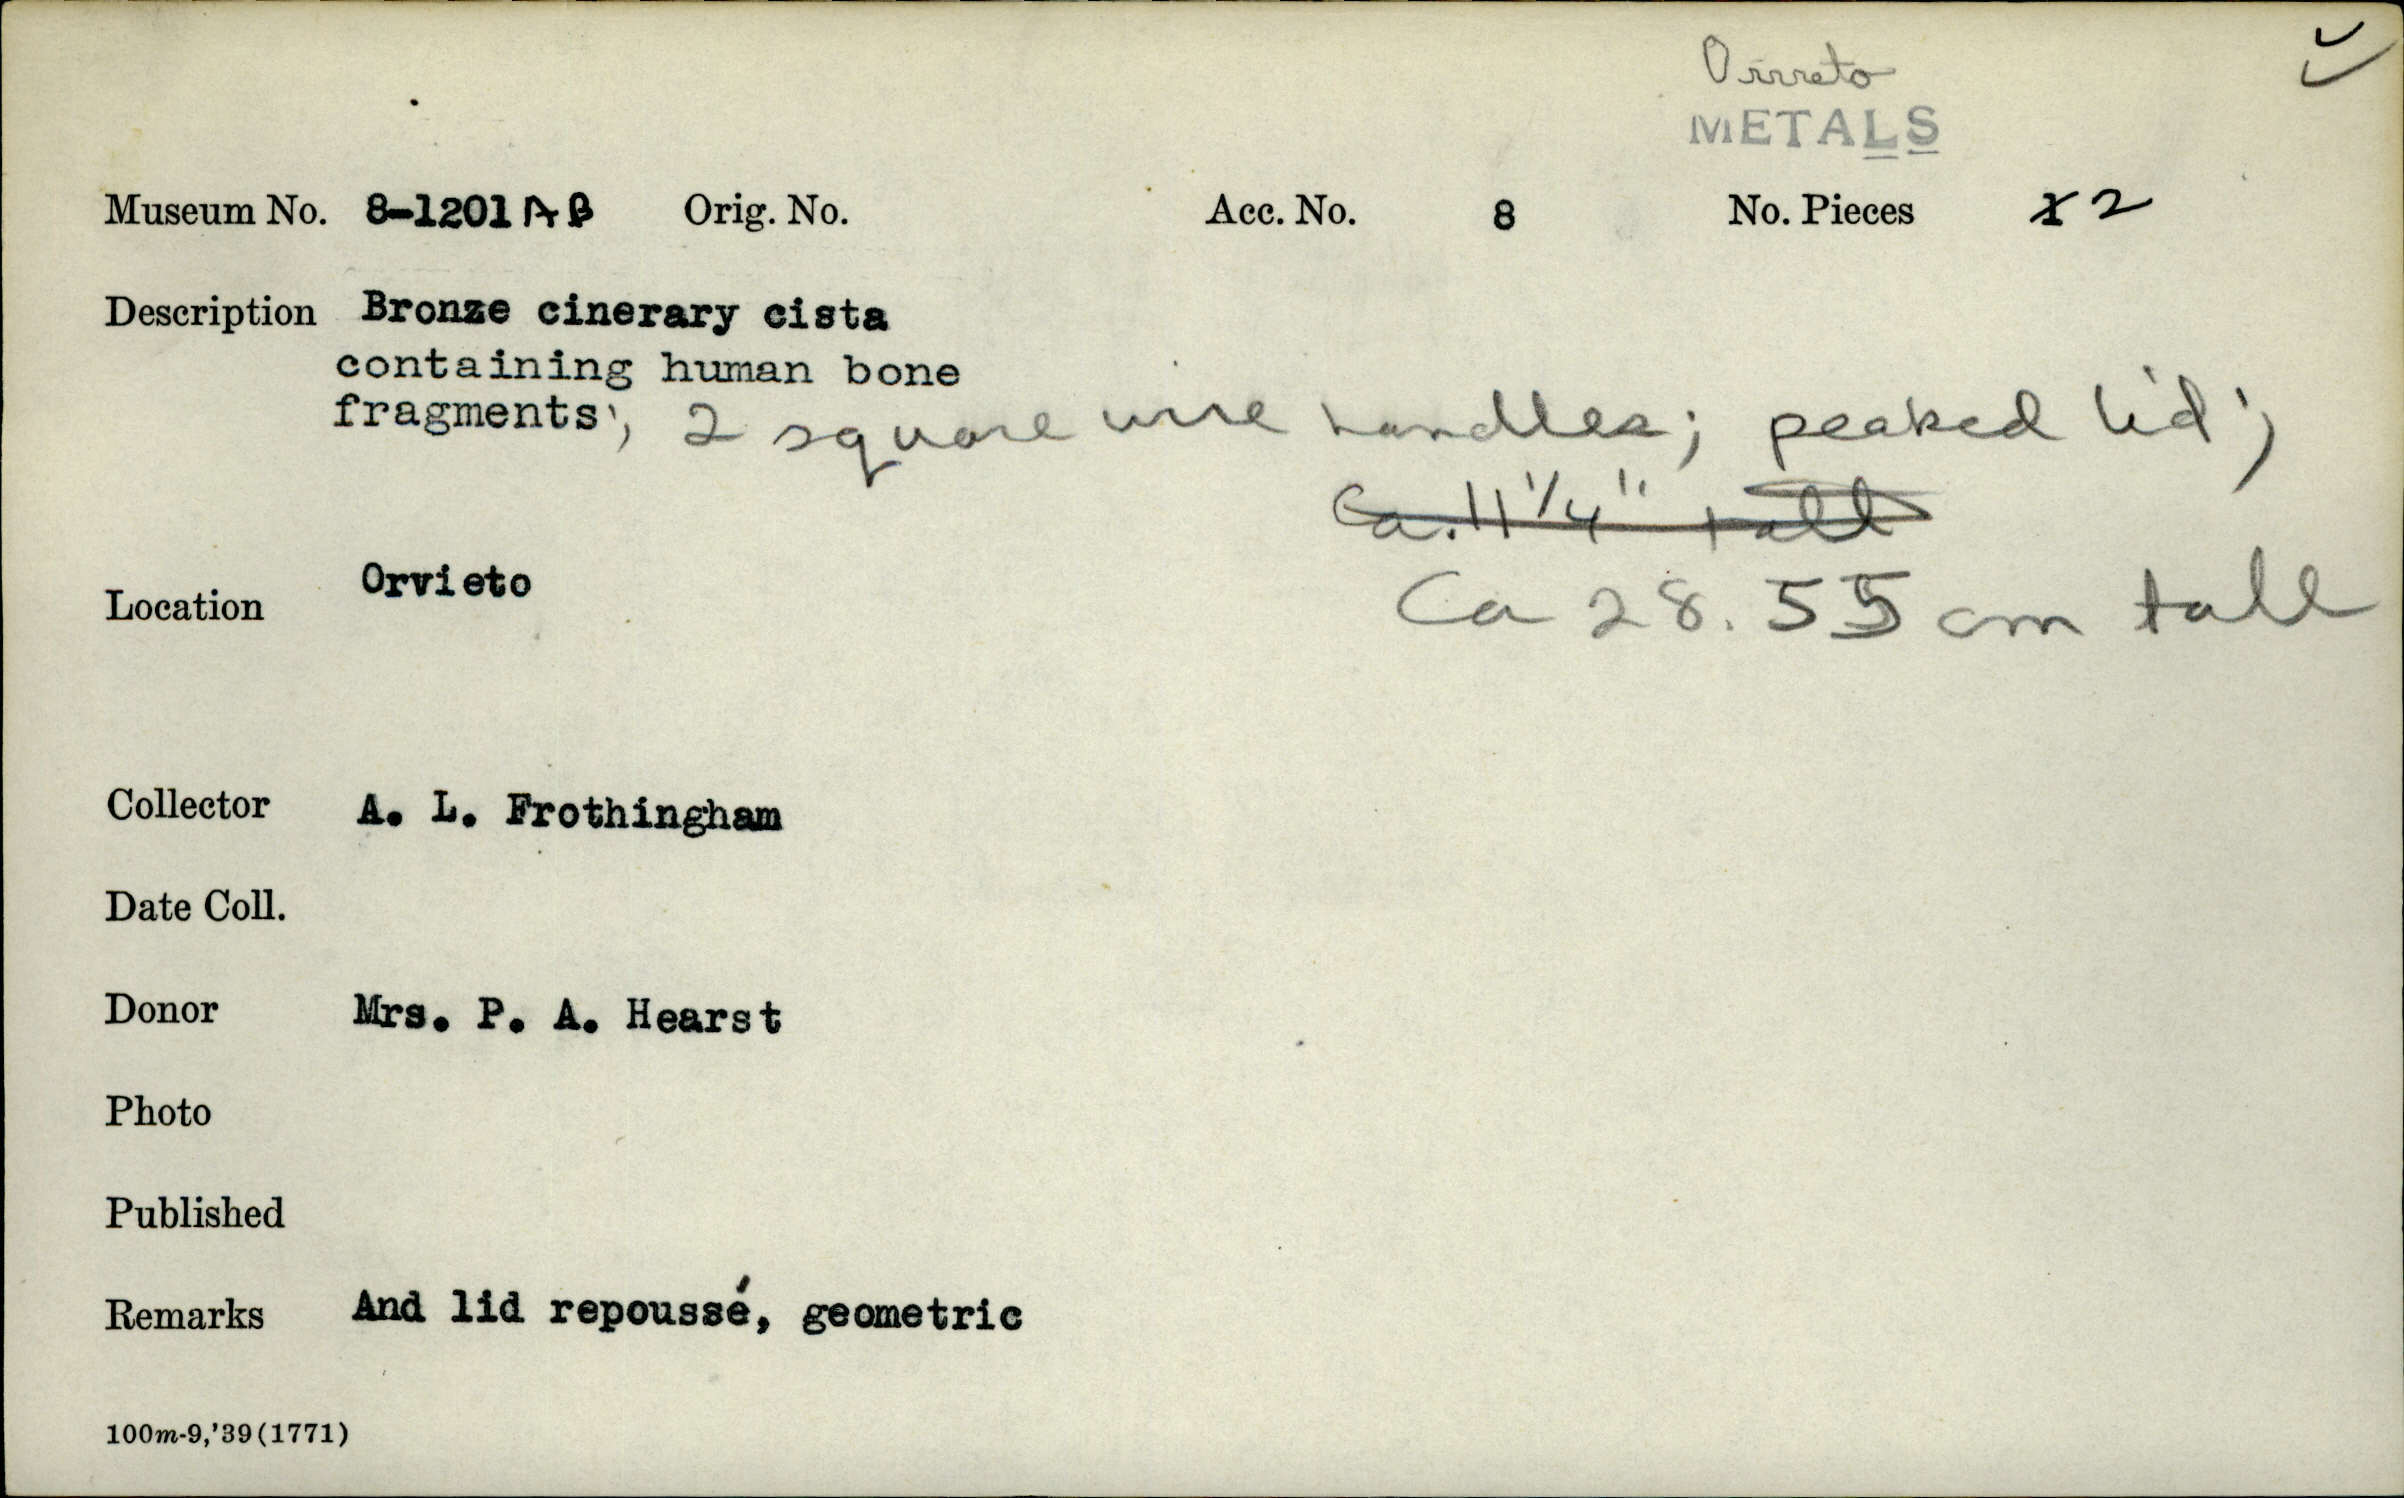 Orvieto
METALS
Museum No. 8-1201 A B Orig. No. Acc. No. 8 No. Pieces 1 2
Description Bronze cinerary cista
containing human bone
fragments; 2 square wire handles; peaked lid;
Ca. 11 1/4" tall
Location Orvieto Ca 28.55 cm tall
Collector A. L. Frothingham
Date Coll.
Donor Mrs. P. A. Hearst
Photo
Published
Remarks And lid repoussé, geometric
100m-9,'39(1771)